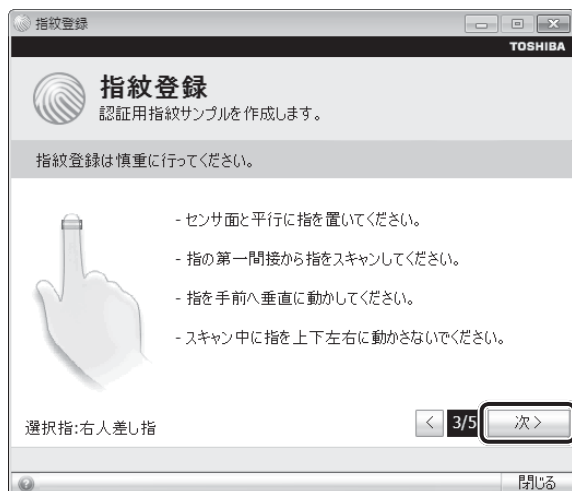 指紋登録
TOSHIBA
指紋登録
認証用指紋サンプルを作成します。
指紋登録は慎重に行ってください。
- センサ面と平行に指を置いてください。
- 指の第一間接から指をスキャンしてください。
- 指を手前へ垂直に動かしてください。
- スキャン中に指を上下左右に動かさないでください。
選択指:右人差し指
< 3/5 次 >
閉じる